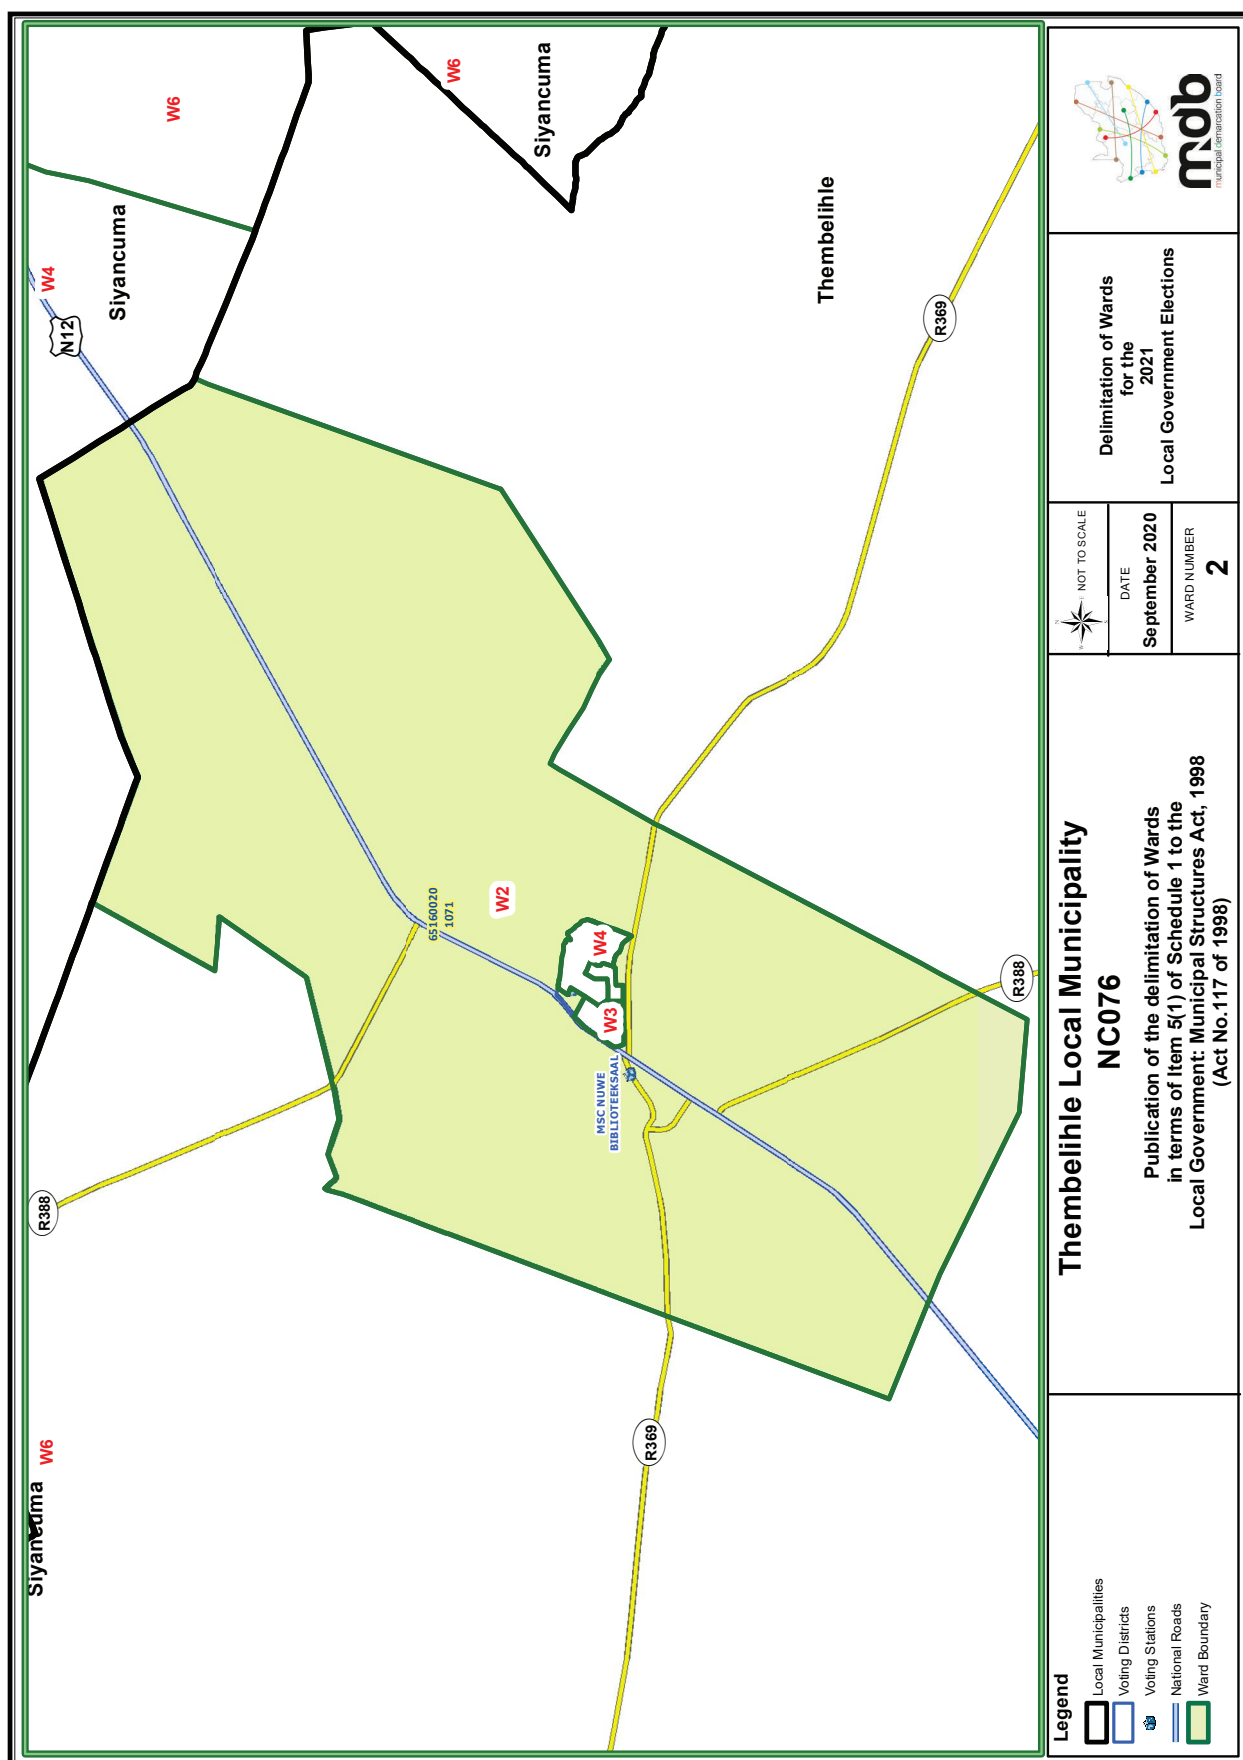 Siyancuma
W6
R388
W4
N12
Siyancuma
W6
W6
Siyancuma
65160020
1071
W2
MSC NUWE
BIBLIOTEEKSAAL
W3
W4
R369
R388
Thembelihle
R369
Legend
Local Municipalities
Voting Districts
Voting Stations
National Roads
Ward Boundary
Thembelihle Local Municipality
NC076
Publication of the delimitation of Wards
in terms of Item 5(1) of Schedule 1 to the
Local Government: Municipal Structures Act, 1998
(Act No.117 of 1998)
N
W
S
NOT TO SCALE
DATE
September 2020
WARD NUMBER
2
Delimitation of Wards
for the
2021
Local Government Elections
mdb
municipal demarcation board